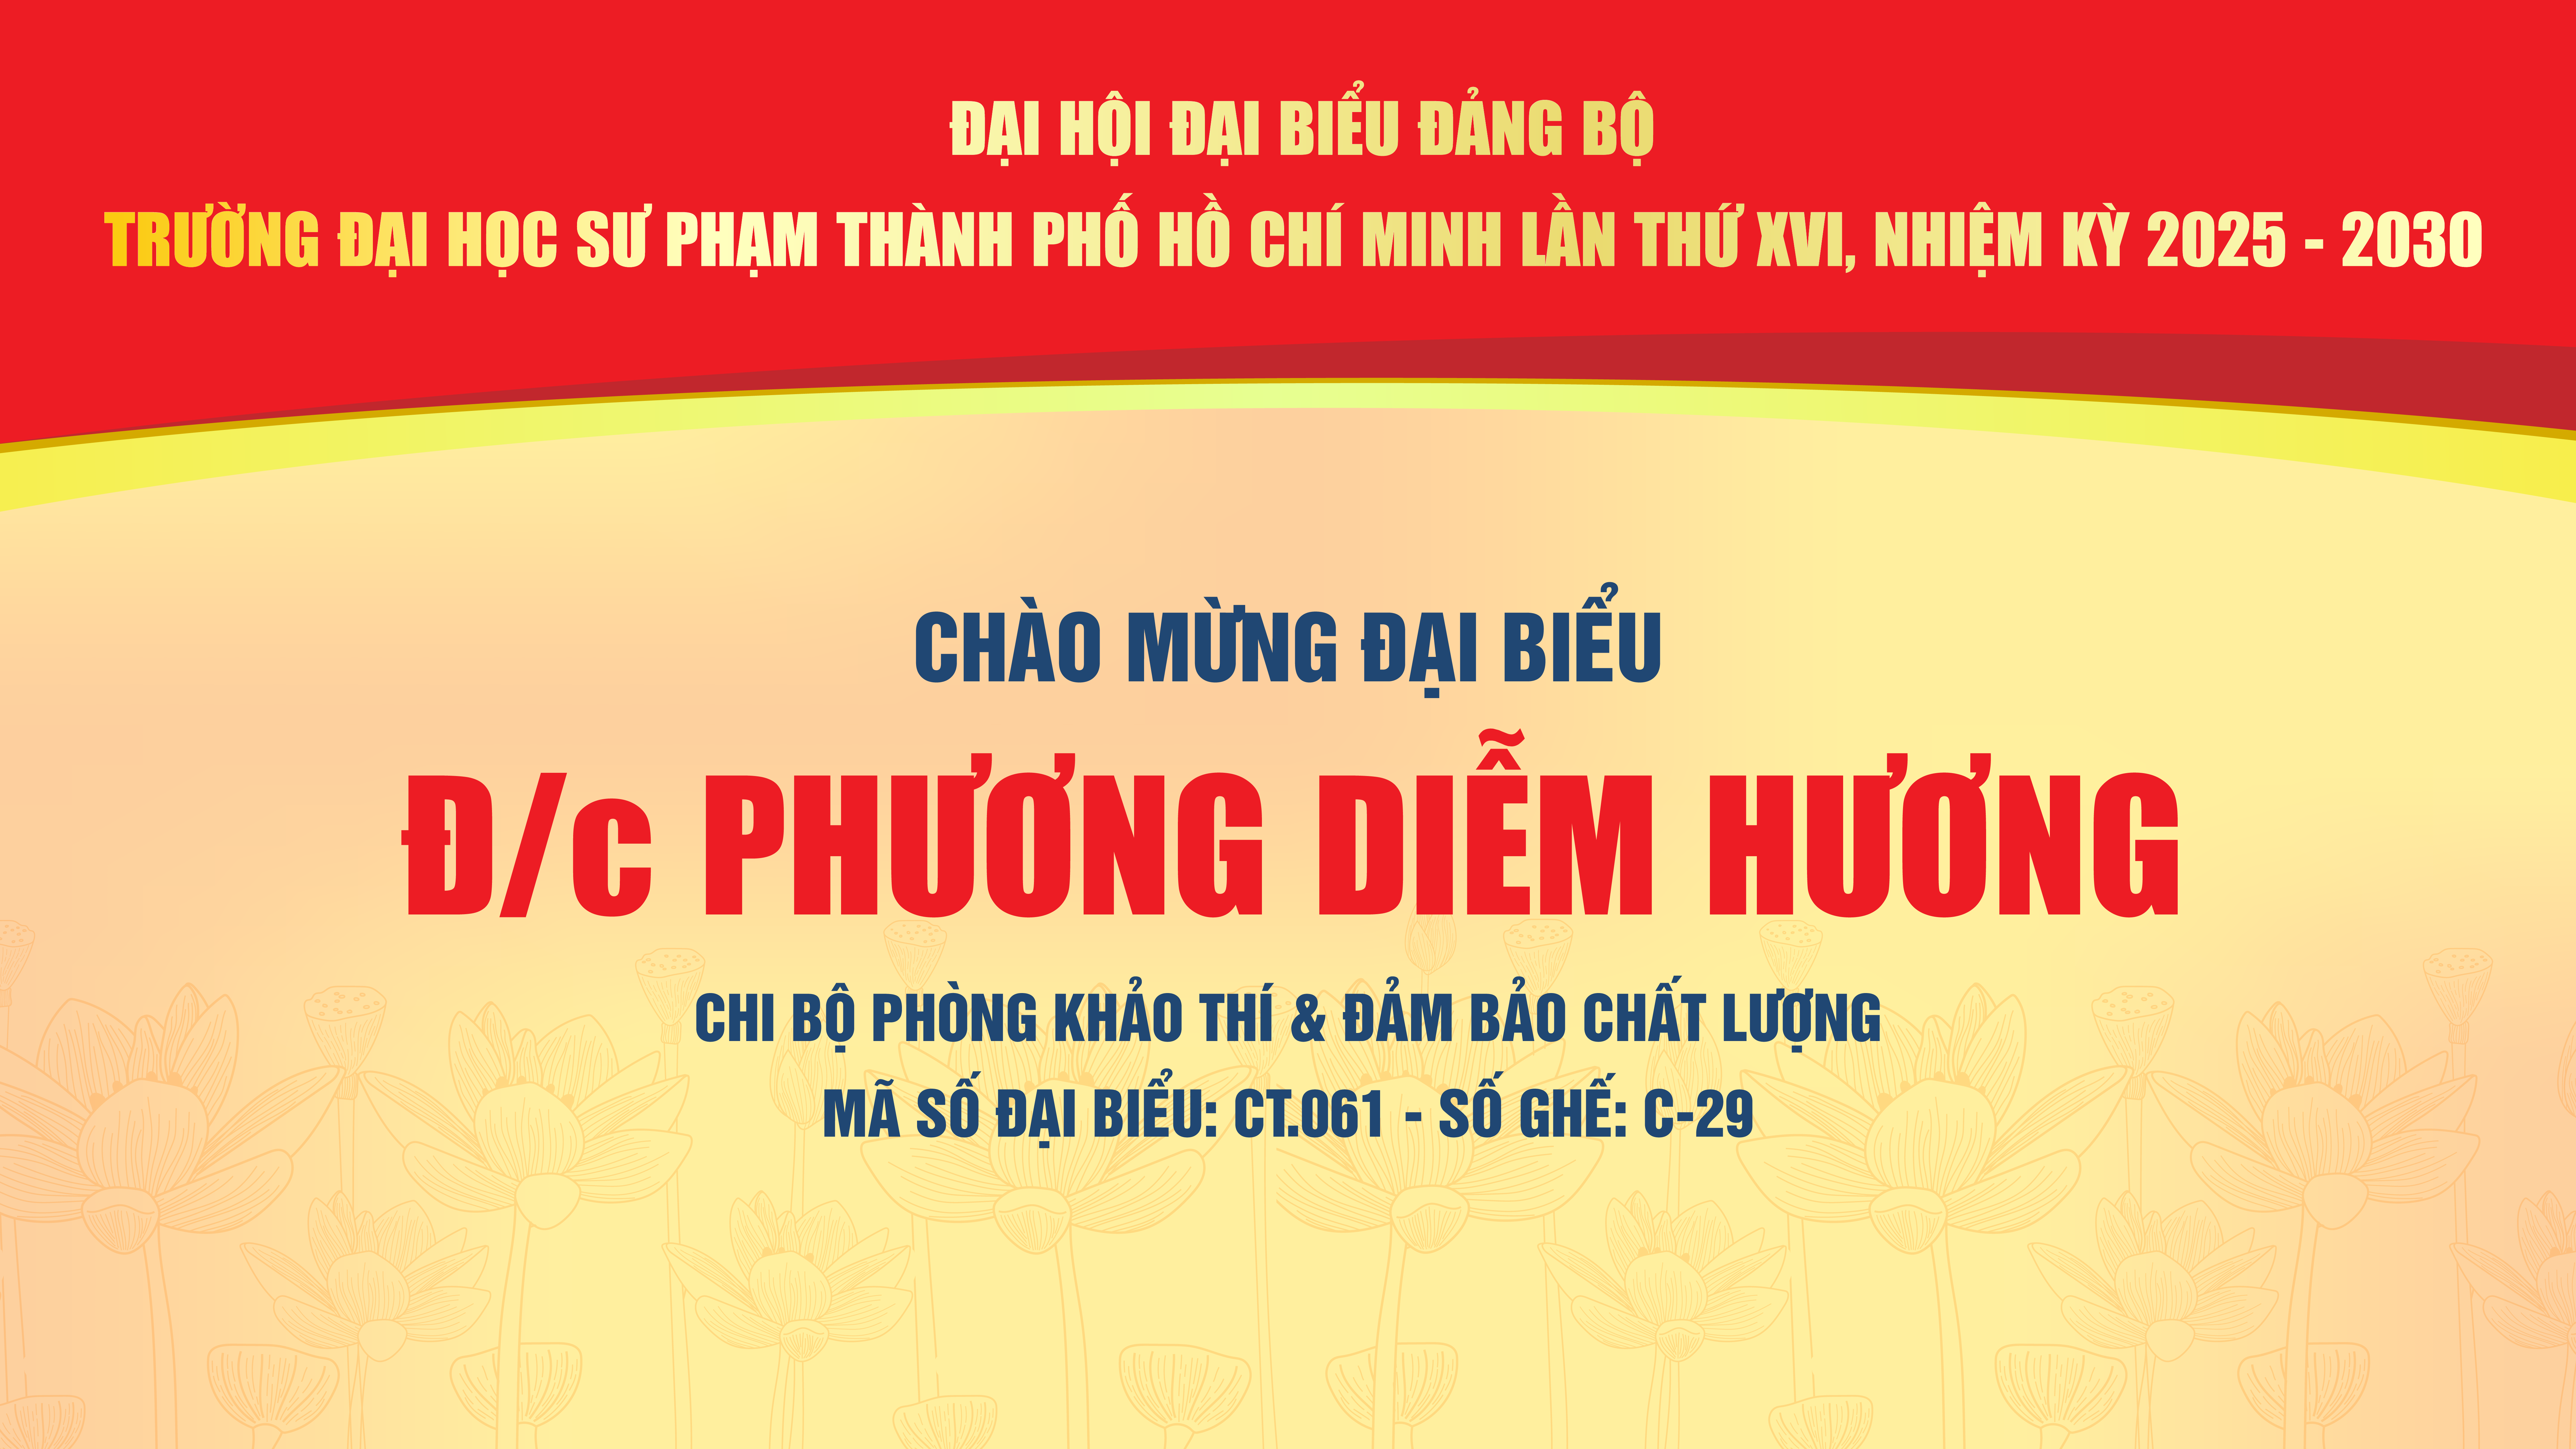 ĐẠI HỘI ĐẠI BIỂU ĐẢNG BỘ
TRƯỜNG ĐẠI HỌC SƯ PHẠM THÀNH PHỐ HỒ CHÍ MINH LẦN THỨ XVI, NHIỆM KỲ 2025 - 2030
CHÀO MỪNG ĐẠI BIỂU
Đ/c PHƯƠNG DIỄM HƯƠNG
CHI BỘ PHÒNG KHẢO THÍ & ĐẢM BẢO CHẤT LƯỢNG
MÃ SỐ ĐẠI BIỂU: CT.061 - SỐ GHẾ: C-29